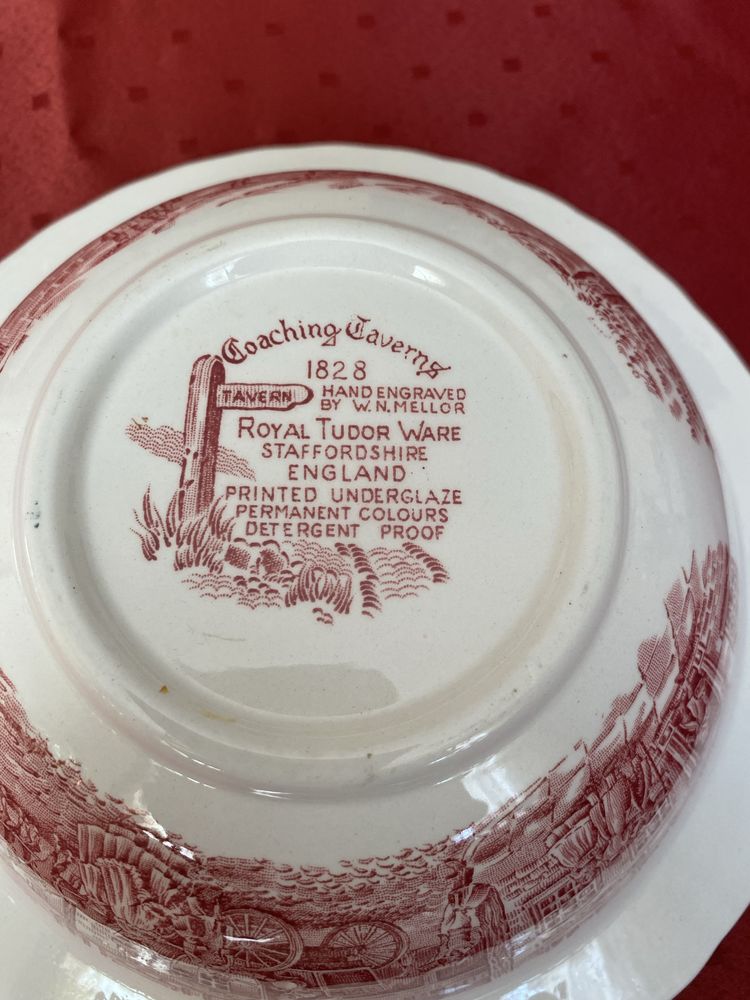 Coaching Taverns
1828
TAVERN
HAND ENGRAVED
BY W. N. MELLOR
ROYAL TUDOR WARE
STAFFORDSHIRE
ENGLAND
PRINTED UNDERGLAZE
PERMANENT COLOURS
DETERGENT PROOF